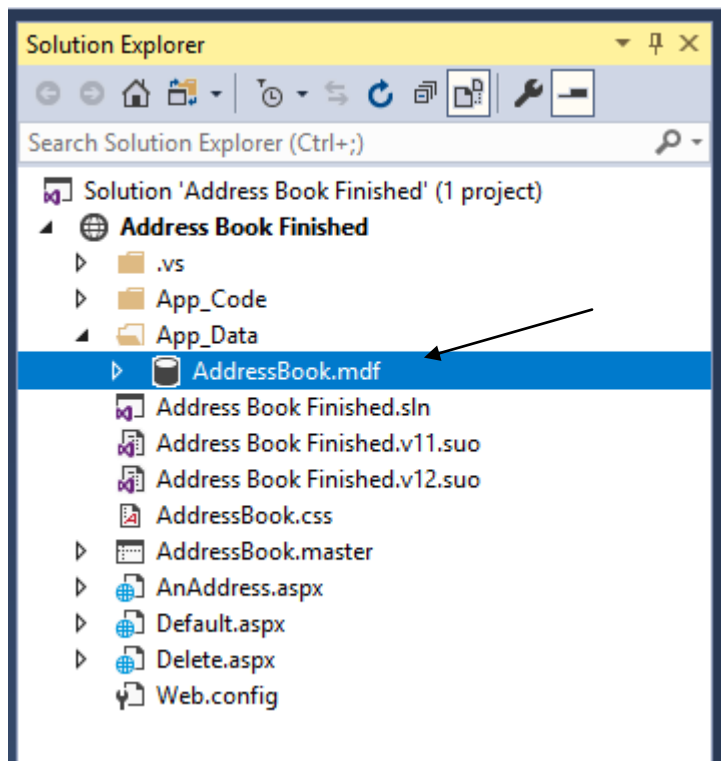 Solution Explorer
Search Solution Explorer (Ctrl+;)
Solution 'Address Book Finished' (1 project)
Address Book Finished
.vs
App_Code
App_Data
AddressBook.mdf
Address Book Finished.sln
Address Book Finished.v11.suo
Address Book Finished.v12.suo
AddressBook.css
AddressBook.master
AnAddress.aspx
Default.aspx
Delete.aspx
Web.config